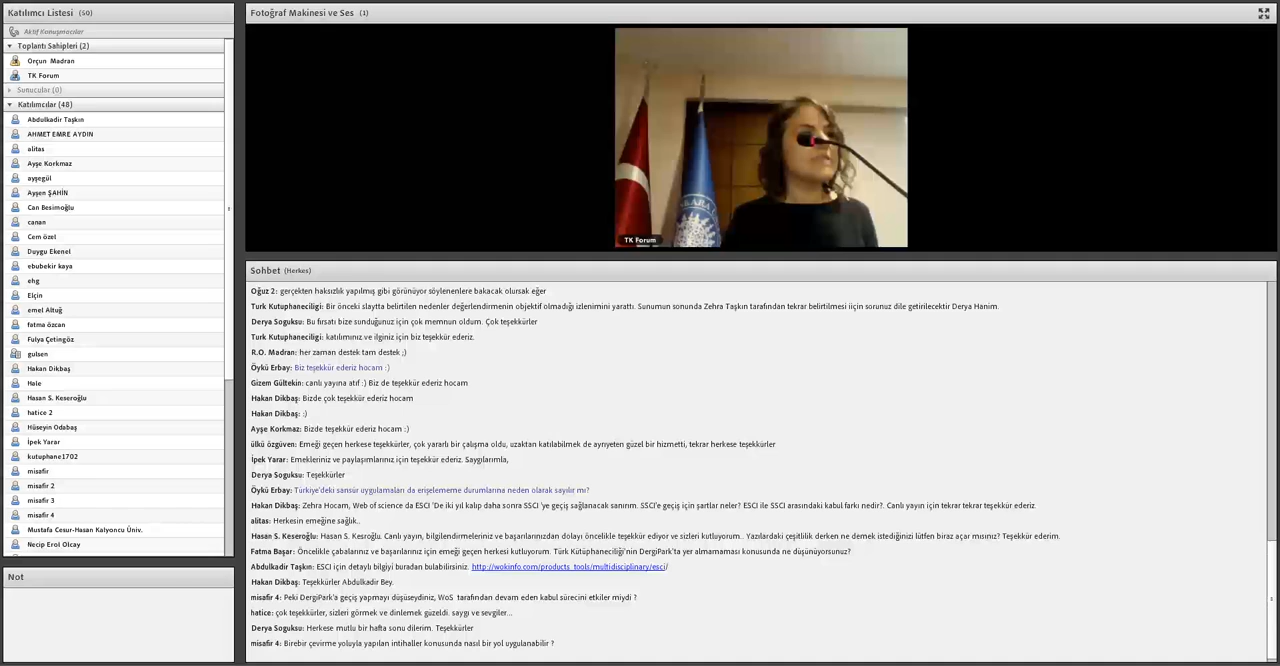 Katılımcı Listesi (50)
Aktif Konuşmacılar
Toplantı Sahipleri (2)
Orçun Madran
TK Forum
Sunucular (0)
Katılımcılar (48)
Abdulkadir Taşkın
AHMET EMRE AYDIN
alitas
Ayşe Korkmaz
ayşegül
Ayşen ŞAHİN
Can Besimoğlu
canan
Cem özel
Duygu Ekenel
ebubekir kaya
ehg
Elçin
emel Altuğ
fatma özcan
Fulya Çetingöz
gulsen
Hakan Dikbaş
Hale
Hasan S. Keseroğlu
hatice 2
Hüseyin Odabaş
İpek Yarar
kutuphane1702
misafir
misafir 2
misafir 3
misafir 4
Mustafa Cesur-Hasan Kalyoncu Üniv.
Necip Erol Olcay
Not
Fotoğraf Makinesi ve Ses (1)
ANKARA
TK Forum
Sohbet (Herkes)
Oğuz 2: gerçekten haksızlık yapılmış gibi görünüyor söylenenlere bakacak olursak eğer
Turk Kutuphaneciligi: Bir önceki slaytta belirtilen nedenler değerlendirmenin objektif olmadığı izlenimini yarattı. Sunumun sonunda Zehra Taşkın tarafından tekrar belirtilmesi iiçin sorunuz dile getirilecektir Derya Hanim.
Derya Soguksu: Bu fırsatı bize sunduğunuz için çok memnun oldum. Çok teşekkürler
Turk Kutuphaneciligi: katılımınız ve ilginiz için biz teşekkür ederiz.
R.O. Madran: her zaman destek tam destek ;)
Öykü Erbay: Biz teşekkür ederiz hocam :)
Gizem Gültekin: canlı yayına atıf :) Biz de teşekkür ederiz hocam
Hakan Dikbaş: Bizde çok teşekkür ederiz hocam
Hakan Dikbaş: :)
Ayşe Korkmaz: Bizde teşekkür ederiz hocam :)
ülkü özgüven: Emeği geçen herkese teşekkürler, çok yararlı bir çalışma oldu, uzaktan katılabilmek de ayrıyeten güzel bir hizmetti, tekrar herkese teşekkürler
İpek Yarar: Emekleriniz ve paylaşımlarınız için teşekkür ederiz. Saygılarımla,
Derya Soguksu: Teşekkürler
Öykü Erbay: Türkiye'deki sansür uygulamaları da erişelememe durumlarına neden olarak sayılır mı?
Hakan Dikbaş: Zehra Hocam, Web of science da ESCI 'De iki yıl kalıp daha sonra SSCI 'ye geçiş sağlanacak sanırım. SSCI'e geçiş için şartlar neler? ESCI ile SSCI arasındaki kabul farkı nedir?. Canlı yayın için tekrar tekrar teşekkür ederiz.
alitas: Herkesin emeğine sağlık..
Hasan S. Keseroğlu: Hasan S. Kesroğlu. Canlı yayın, bilgilendirmeleriniz ve başarılarınızdan dolayı öncelikle teşekkür ediyor ve sizleri kutluyorum.. Yazılardaki çeşitlilik derken ne demek istediğinizi lütfen biraz açar mısınız? Teşekkür ederim.
Fatma Başar: Öncelikle çabalarınız ve başarılarınız için emeği geçen herkesi kutluyorum. Türk Kütüphaneciliği'nin DergiPark'ta yer almamaması konusunda ne düşünüyorsunuz?
Abdulkadir Taşkın: ESCI için detaylı bilgiyi buradan bulabilirsiniz. http://wokinfo.com/products_tools/multidisciplinary/esci/
Hakan Dikbaş: Teşekkürler Abdulkadir Bey.
misafir 4: Peki DergiPark'a geçiş yapmayı düşüseydiniz, WoS tarafından devam eden kabul sürecini etkiler miydi ?
hatice: çok teşekkürler, sizleri görmek ve dinlemek güzeldi. saygı ve sevgiler...
Derya Soguksu: Herkese mutlu bir hafta sonu dilerim. Teşekkürler
misafir 4: Birebir çevirme yoluyla yapılan intihaller konusunda nasıl bir yol uygulanabilir ?